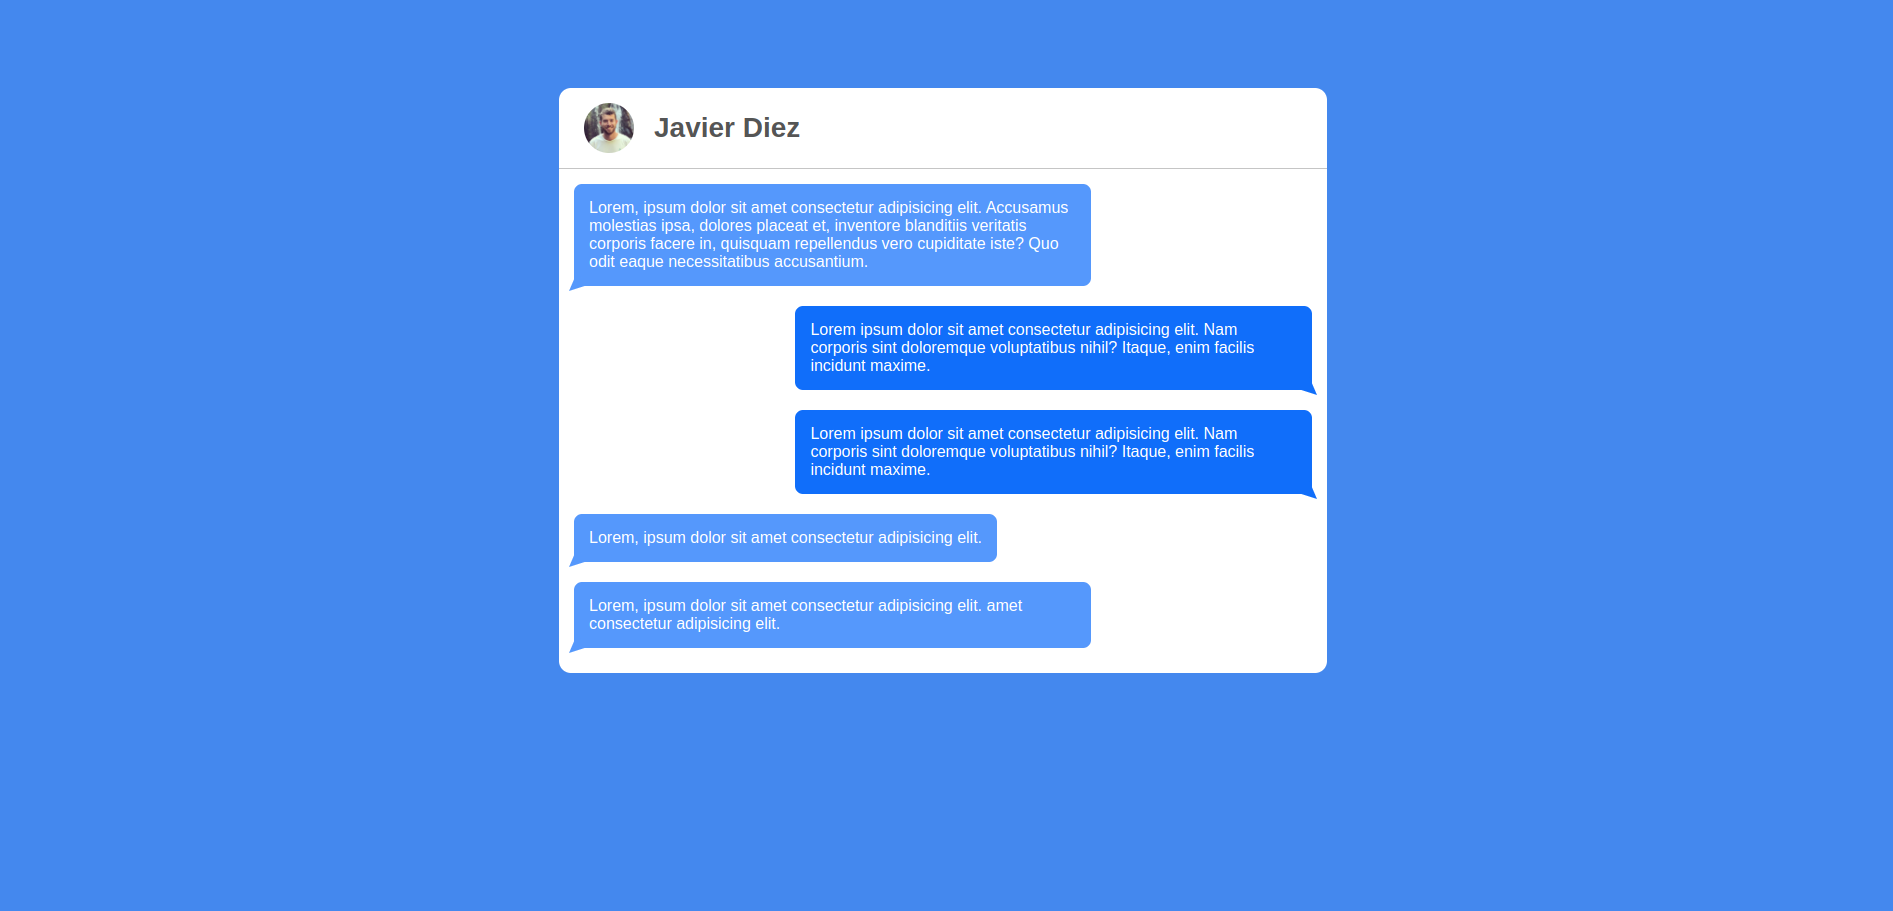 Javier Diez
Lorem, ipsum dolor sit amet consectetur adipisicing elit. Accusamus
molestias ipsa, dolores placeat et, inventore blanditiis veritatis
corporis facere in, quisquam repellendus vero cupiditate iste? Quo
odit eaque necessitatibus accusantium.
Lorem ipsum dolor sit amet consectetur adipisicing elit. Nam
corporis sint doloremque voluptatibus nihil? Itaque, enim facilis
incidunt maxime.
Lorem ipsum dolor sit amet consectetur adipisicing elit. Nam
corporis sint doloremque voluptatibus nihil? Itaque, enim facilis
incidunt maxime.
Lorem, ipsum dolor sit amet consectetur adipisicing elit.
Lorem, ipsum dolor sit amet consectetur adipisicing elit. amet
consectetur adipisicing elit.